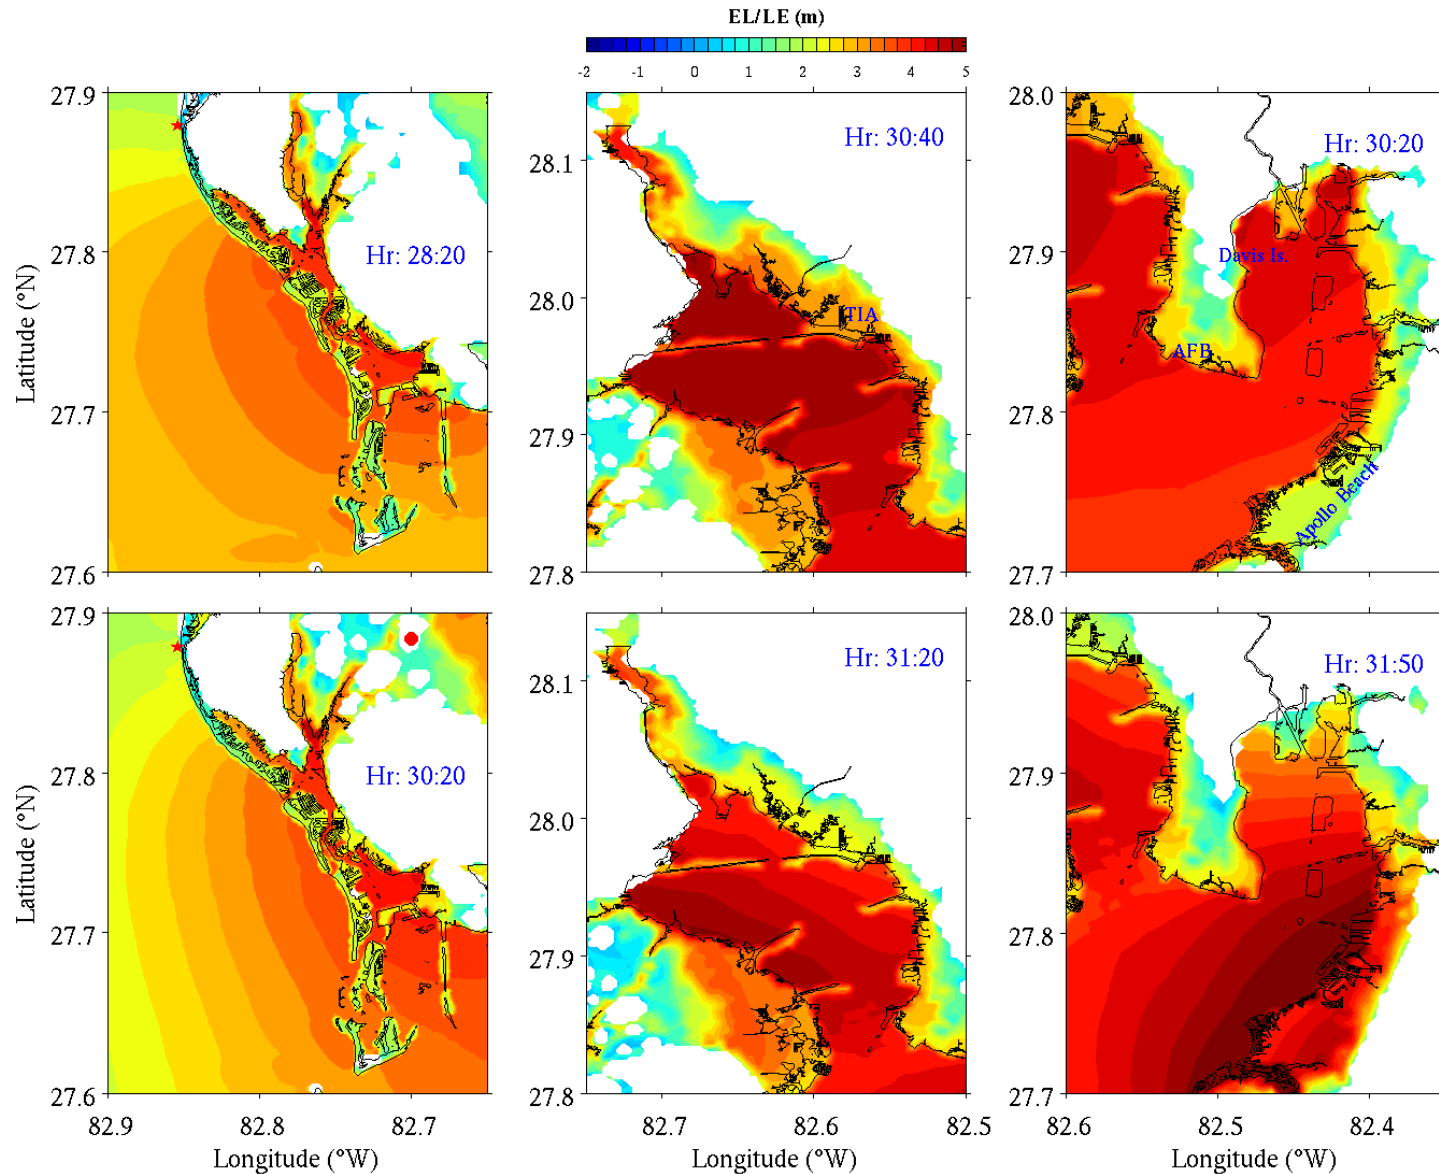 EL/LE (m)
-2 -1 0 1 2 3 4 5
27.9
27.8
27.7
27.6
Latitude (°N)
Hr: 28:20
28.1
28.0
27.9
27.8
Hr: 30:40
TIA
28.0
27.9
27.8
27.7
Hr: 30:20
Davis Is.
AFB
Apollo Beach
27.9
27.8
27.7
27.6
Latitude (°N)
Hr: 30:20
82.9 82.8 82.7
Longitude (°W)
28.1
28.0
27.9
27.8
Hr: 31:20
82.7 82.6 82.5
Longitude (°W)
28.0
27.9
27.8
27.7
Hr: 31:50
82.6 82.5 82.4
Longitude (°W)